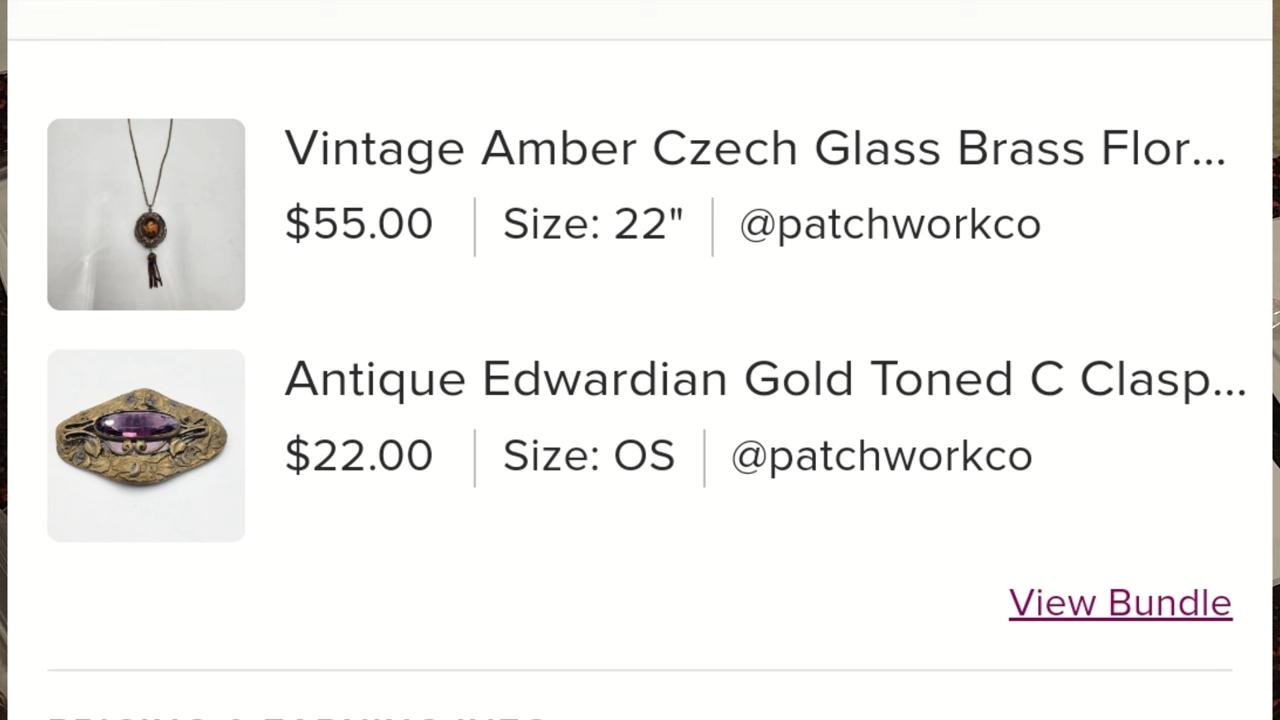 Vintage Amber Czech Glass Brass Flor...
$55.00 Size: 22" @patchworkco
Antique Edwardian Gold Toned C Clasp...
$22.00 Size: OS @patchworkco
View Bundle